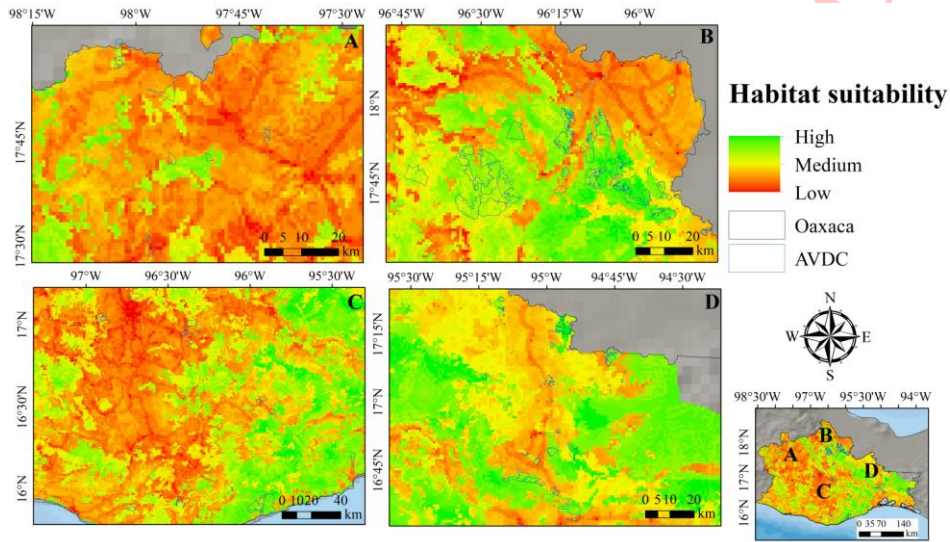 98°15'W 98°W 97°45'W 97°30'W
96°45'W 96°30'W 96°15'W 96°W
A
B
17°45'N
17°30'N
18°N
17°45'N
0 5 10 20
km
0 5 10 20
km
Habitat suitability
High
Medium
Low
Oaxaca
AVDC
97°W 96°30'W 96°W 95°30'W
95°30'W 95°15'W 95°W 94°45'W 94°30'W
C
D
17°N
16°30'N
16°N
17°15'N
17°N
16°45'N
0 10 20 40
km
0 5 10 20
km
N
W E
S
98°30'W 97°W 95°30'W 94°W
18°N
17°N
16°N
B
A
D
C
0 35 70 140
km